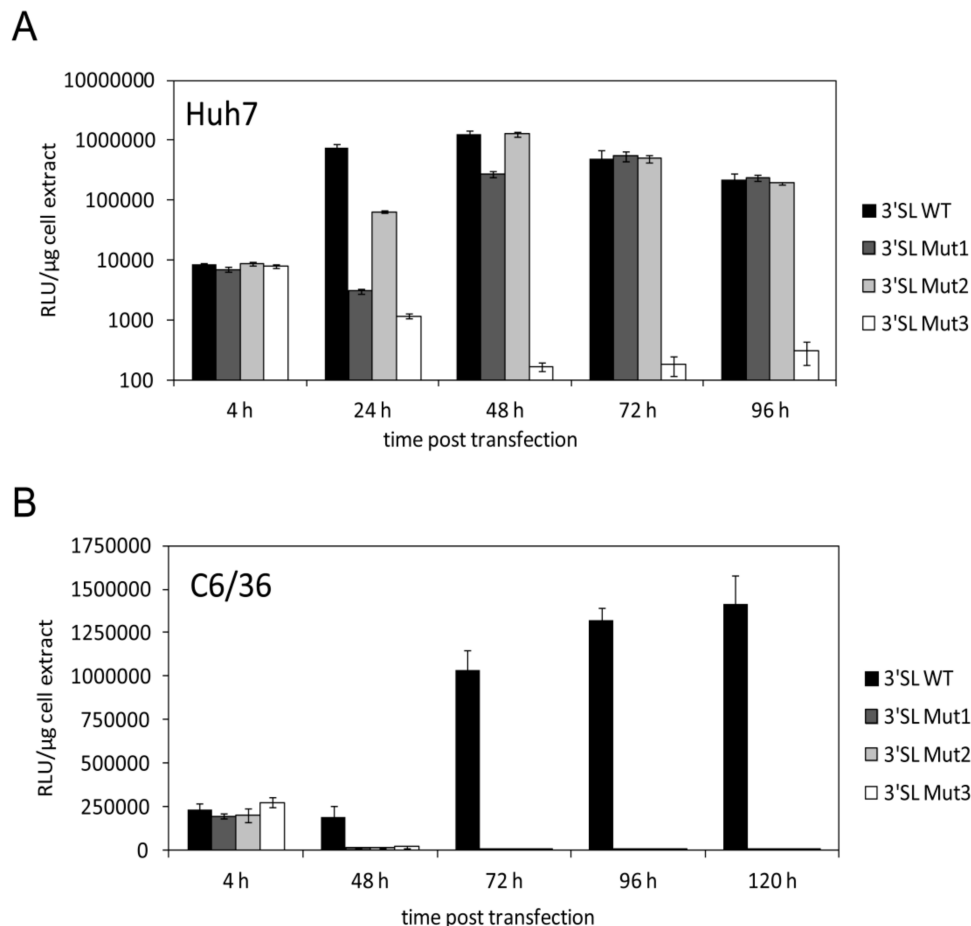 A
10000000
1000000
100000
10000
1000
100
RLU/µg cell extract
Huh7
4 h 24 h 48 h 72 h 96 h
time post transfection
3'SL WT
3'SL Mut1
3'SL Mut2
3'SL Mut3
B
1750000
1500000
1250000
1000000
750000
500000
250000
0
RLU/µg cell extract
C6/36
4 h 48 h 72 h 96 h 120 h
time post transfection
3'SL WT
3'SL Mut1
3'SL Mut2
3'SL Mut3